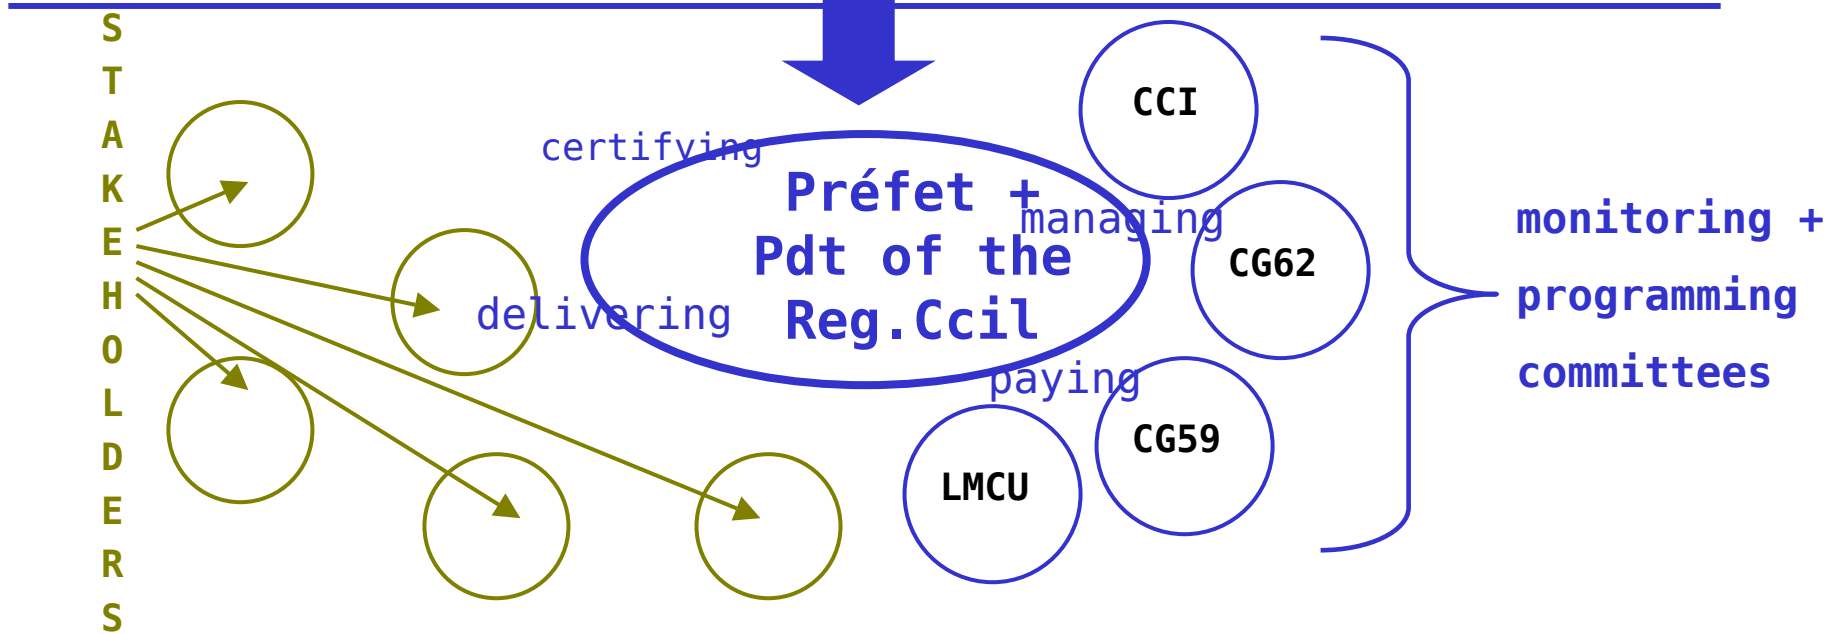 STAKEHOLDERS
certifying
Préfet +
Pdt of the
Reg.Ccil
managing
delivering
paying
CCI
CG62
CG59
LMCU
monitoring +
programming
committees